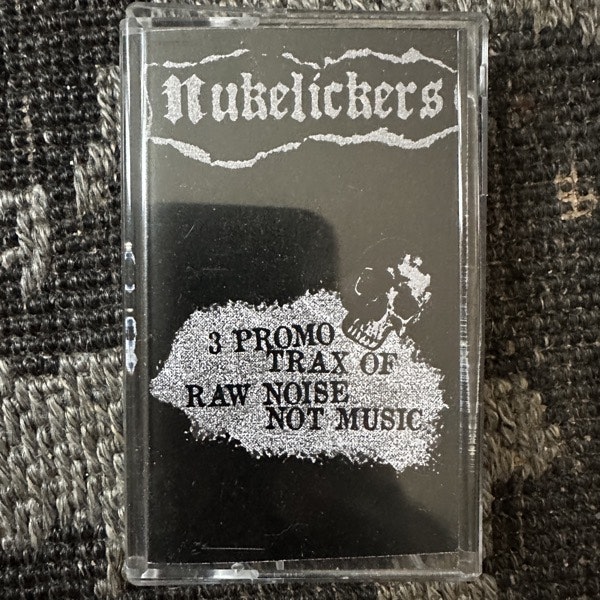 Nukelickers
3 PROMO
TRAX OF
RAW NOISE
NOT MUSIC